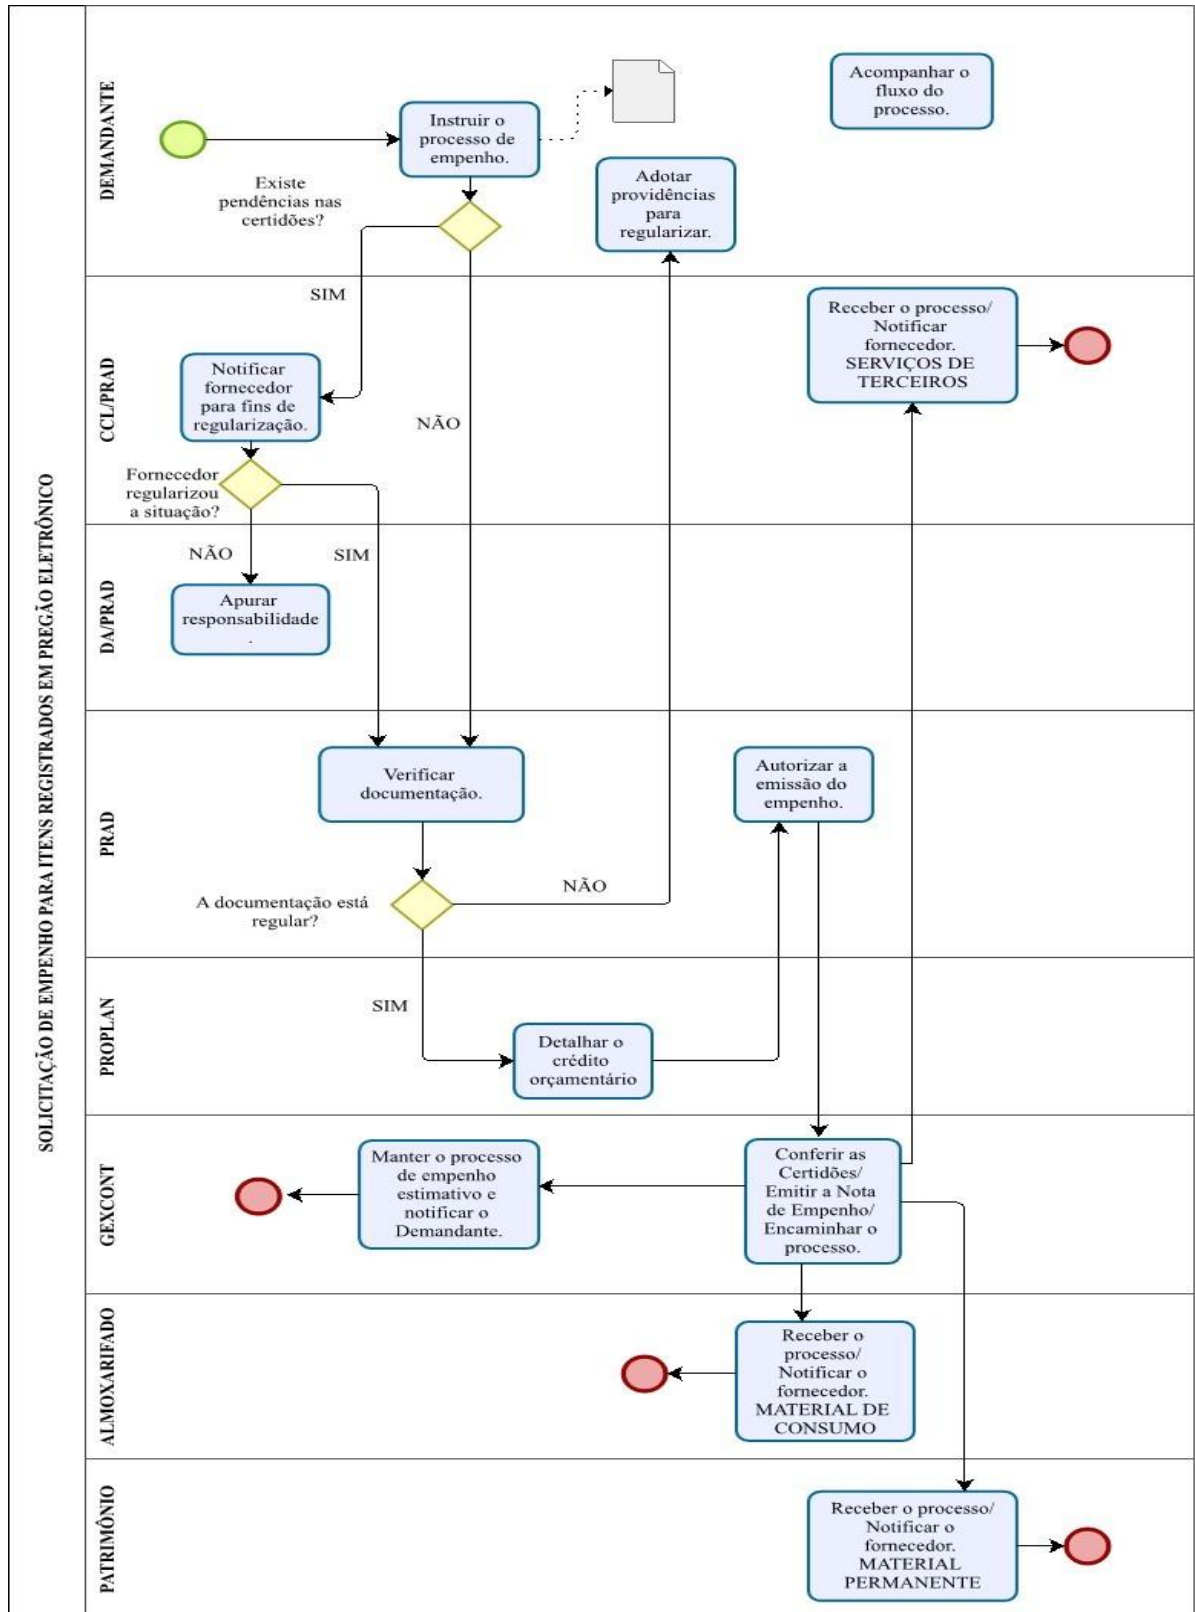 SOLICITAÇÃO DE EMPENHO PARA ITENS REGISTRADOS EM PREGÃO ELETRÔNICO
DEMANDANTE
Instruir o
processo de
empenho.
Acompanhar o
fluxo do
processo.
Existe
pendências nas
certidões?
Adotar
providências
para
regularizar.
CCL/PRAD
SIM
NÃO
Notificar
fornecedor
para fins de
regularização.
Fornecedor
regularizou
a situação?
Receber o processo/
Notificar
fornecedor.
SERVIÇOS DE
TERCEIROS
DA/PRAD
NÃO
SIM
Apurar
responsabilidade
.
PRAD
Verificar
documentação.
Autorizar a
emissão do
empenho.
A documentação está
regular?
NÃO
PROPLAN
SIM
Detalhar o
crédito
orçamentário
GEXCONT
Manter o processo
de empenho
estimativo e
notificar o
Demandante.
Conferir as
Certidões/
Emitir a Nota
de Empenho/
Encaminhar o
processo.
ALMOXARIFADO
Receber o
processo/
Notificar o
fornecedor.
MATERIAL DE
CONSUMO
PATRIMÔNIO
Receber o processo/
Notificar o
fornecedor.
MATERIAL
PERMANENTE